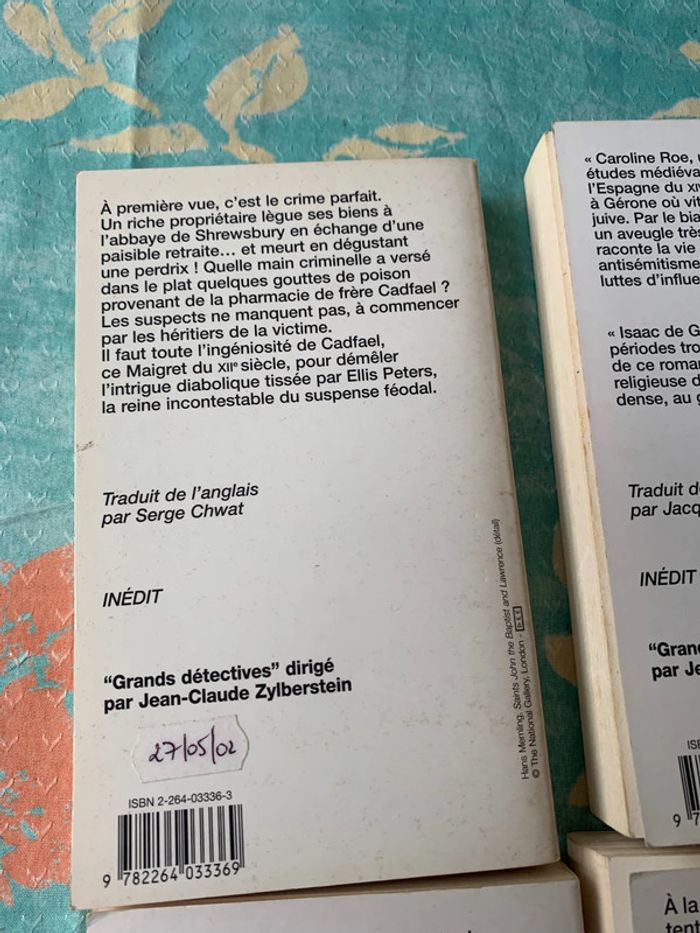 À première vue, c'est le crime parfait.
Un riche propriétaire lègue ses biens à
l'abbaye de Shrewsbury en échange d'une
paisible retraite... et meurt en dégustant
une perdrix ! Quelle main criminelle a versé
dans le plat quelques gouttes de poison
provenant de la pharmacie de frère Cadfael ?
Les suspects ne manquent pas, à commencer
par les héritiers de la victime.
Il faut toute l'ingéniosité de Cadfael,
ce Maigret du XIIe siècle, pour démêler
l'intrigue diabolique tissée par Ellis Peters,
la reine incontestable du suspense féodal.
Traduit de l'anglais
par Serge Chwat
INÉDIT
"Grands détectives" dirigé
par Jean-Claude Zylberstein
27/05/02
ISBN 2-264-03336-3
9 782264 033369
Hans Memling, Saints John the Baptist and Lawrence (détail)
© The National Gallery, London -
« Caroline Roe,
études médiéva
l'Espagne du XI
à Gérone où vit
juive. Par le bia
un aveugle très
raconte la vie
antisémitisme
luttes d'influe
« Isaac de G
périodes tro
de ce roma
religieuse d
dense, au
Traduit d
par Jacq
INÉDIT
"Gran
par Je
ISB
9 7
À la
tent